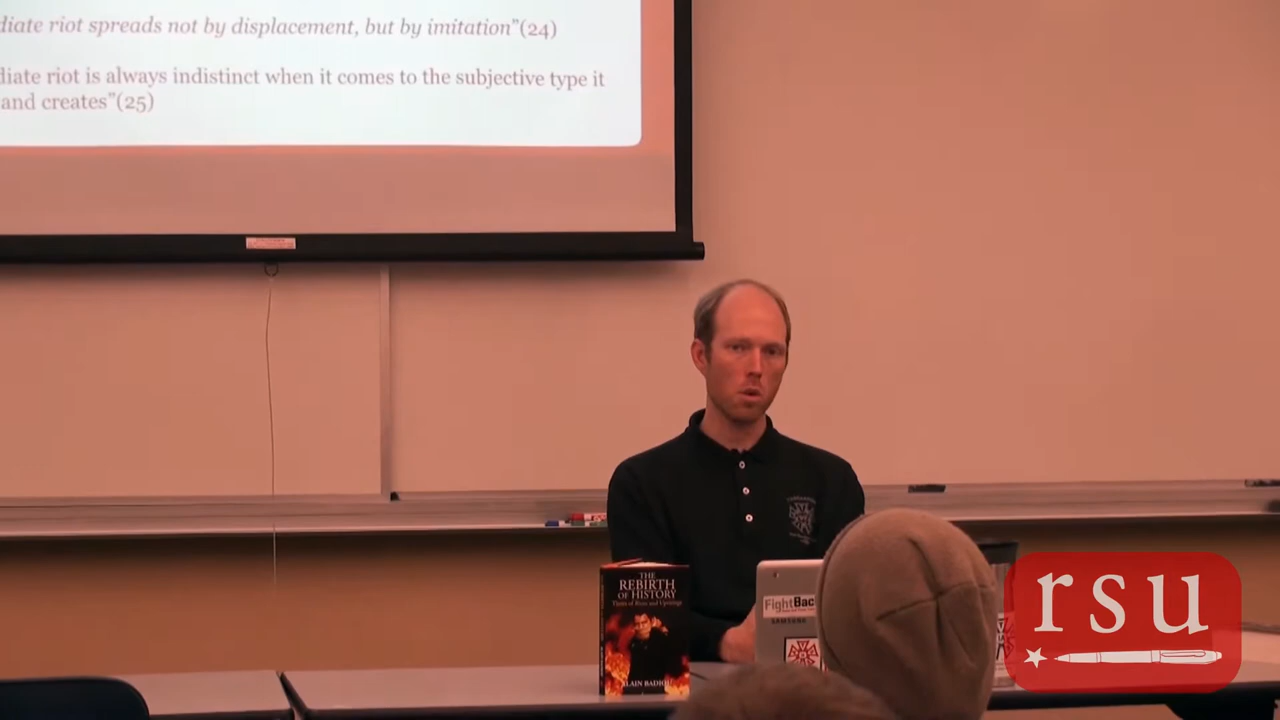 diate riot spreads not by displacement, but by imitation”(24)
diate riot is always indistinct when it comes to the subjective type it
and creates”(25)
THE
REBIRTH
OF HISTORY
Times of Riots and Uprisings
LAIN BADIOU
FightBac
SAMSUNG
rsu